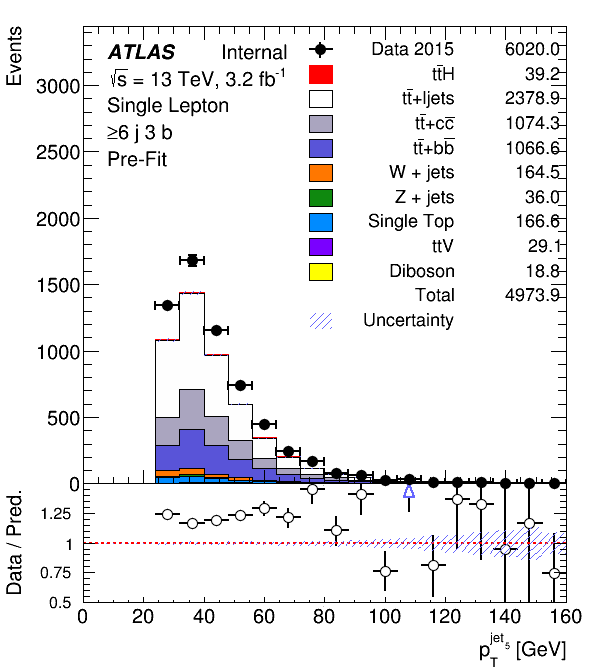 Events
ATLAS Internal
√s = 13 TeV, 3.2 fb⁻¹
Single Lepton
≥6 j 3 b
Pre-Fit
Data 2015 6020.0
tt̄H 39.2
tt̄+ljets 2378.9
tt̄+cc̄ 1074.3
tt̄+bb̄ 1066.6
W + jets 164.5
Z + jets 36.0
Single Top 166.6
ttV 29.1
Diboson 18.8
Total 4973.9
Uncertainty
3000
2500
2000
1500
1000
500
0
Data / Pred.
1.25
1
0.75
0.5
0 20 40 60 80 100 120 140 160
p_T^{jet_5} [GeV]